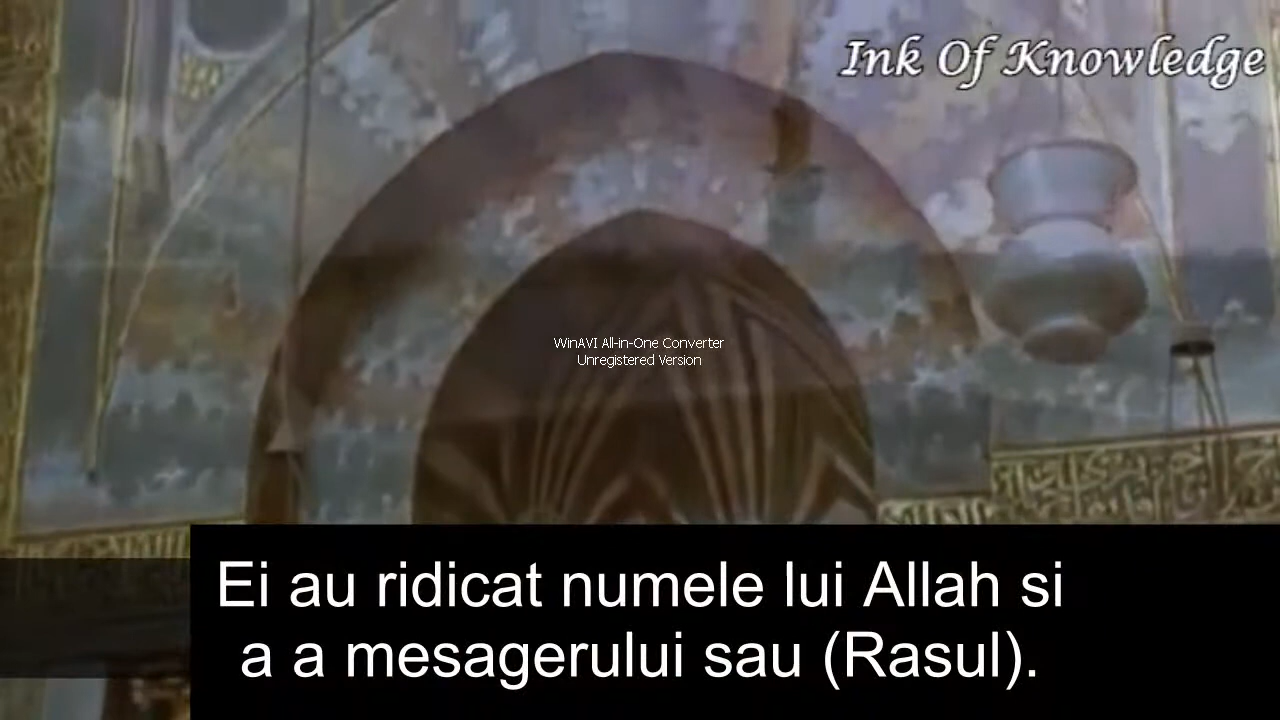 Ink Of Knowledge
WinAVI All-in-One Converter
Unregistered Version
Ei au ridicat numele lui Allah si
a a mesagerului sau (Rasul).